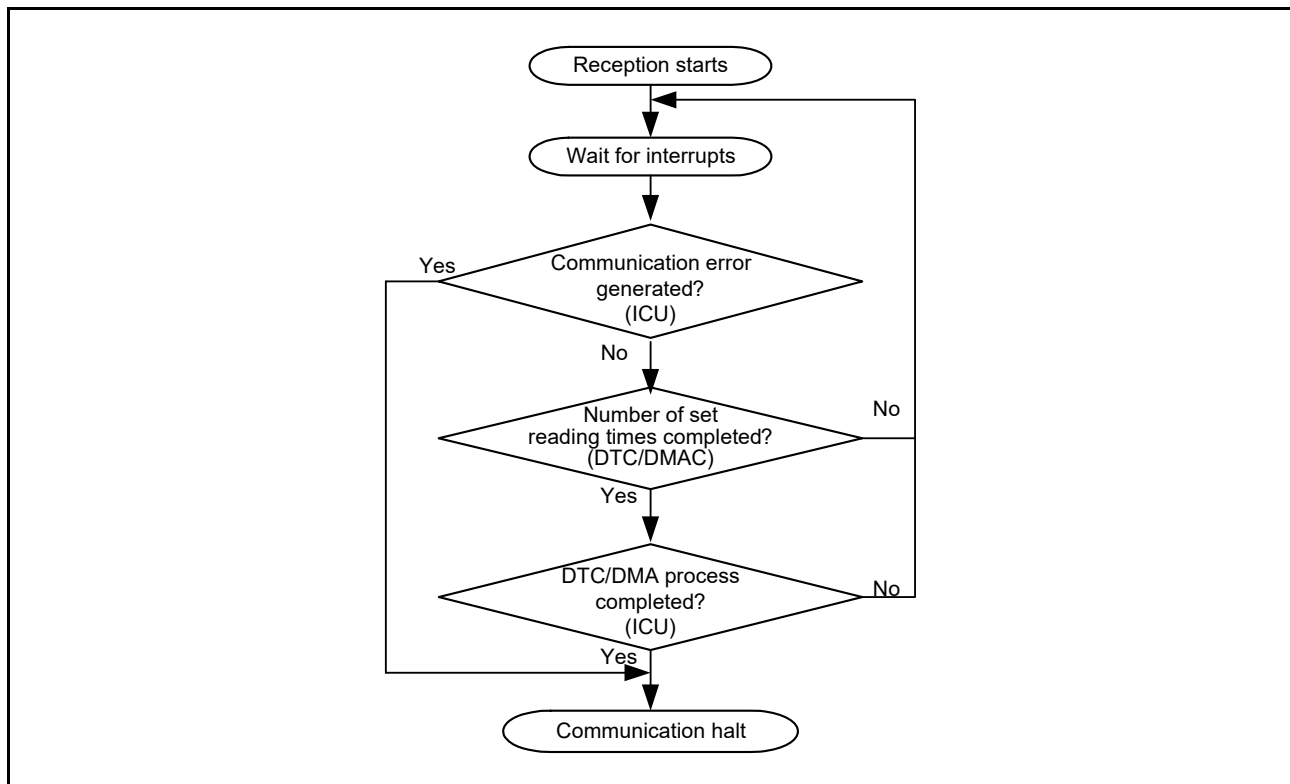 Reception starts
Wait for interrupts
Yes
Communication error
generated?
(ICU)
No
Number of set
reading times completed?
(DTC/DMAC)
No
Yes
DTC/DMA process
completed?
(ICU)
No
Yes
Communication halt